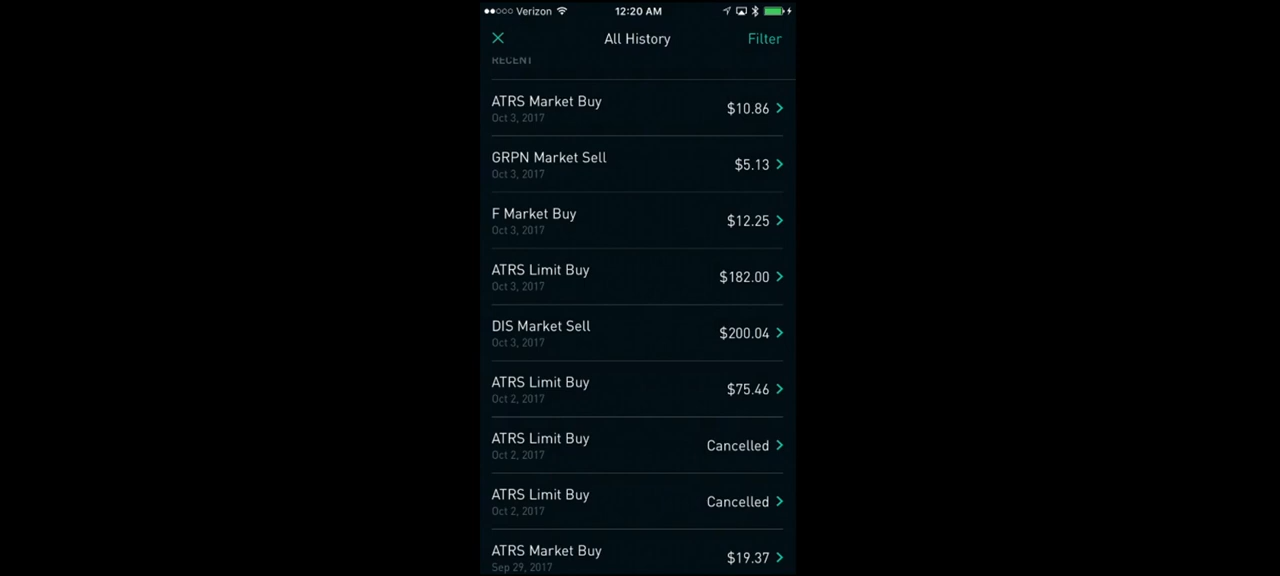 Verizon 12:20 AM
All History Filter
RECENT
ATRS Market Buy
Oct 3, 2017
$10.86
GRPN Market Sell
Oct 3, 2017
$5.13
F Market Buy
Oct 3, 2017
$12.25
ATRS Limit Buy
Oct 3, 2017
$182.00
DIS Market Sell
Oct 3, 2017
$200.04
ATRS Limit Buy
Oct 2, 2017
$75.46
ATRS Limit Buy
Oct 2, 2017
Cancelled
ATRS Limit Buy
Oct 2, 2017
Cancelled
ATRS Market Buy
Sep 29, 2017
$19.37